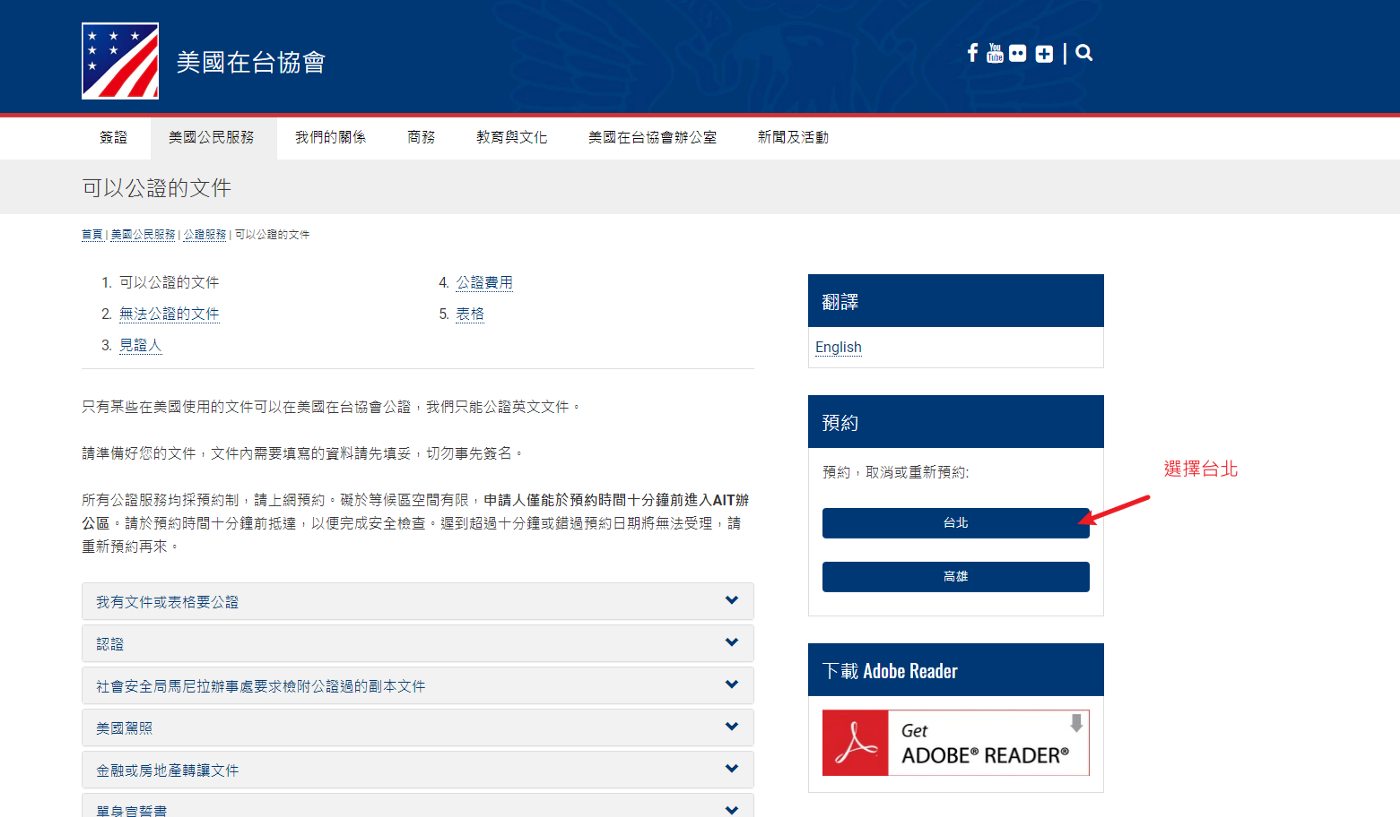 美國在台協會
簽證 美國公民服務 我們的關係 商務 教育與文化 美國在台協會辦公室 新聞及活動
可以公證的文件
首頁 | 美國公民服務 | 公證服務 | 可以公證的文件
1. 可以公證的文件
2. 無法公證的文件
3. 見證人
4. 公證費用
5. 表格
只有某些在美國使用的文件可以在美國在台協會公證，我們只能公證英文文件。
請準備好您的文件，文件內需要填寫的資料請先填妥，切勿事先簽名。
所有公證服務均採預約制，請上網預約。礙於等候區空間有限，申請人僅能於預約時間十分鐘前進入AIT辦
公區。請於預約時間十分鐘前抵達，以便完成安全檢查。遲到超過十分鐘或錯過預約日期將無法受理，請
重新預約再來。
我有文件或表格要公證
認證
社會安全局馬尼拉辦事處要求檢附公證過的副本文件
美國駕照
金融或房地產轉讓文件
單身宣誓書
翻譯
English
預約
預約，取消或重新預約:
台北
高雄
選擇台北
下載 Adobe Reader
Get
ADOBE® READER®